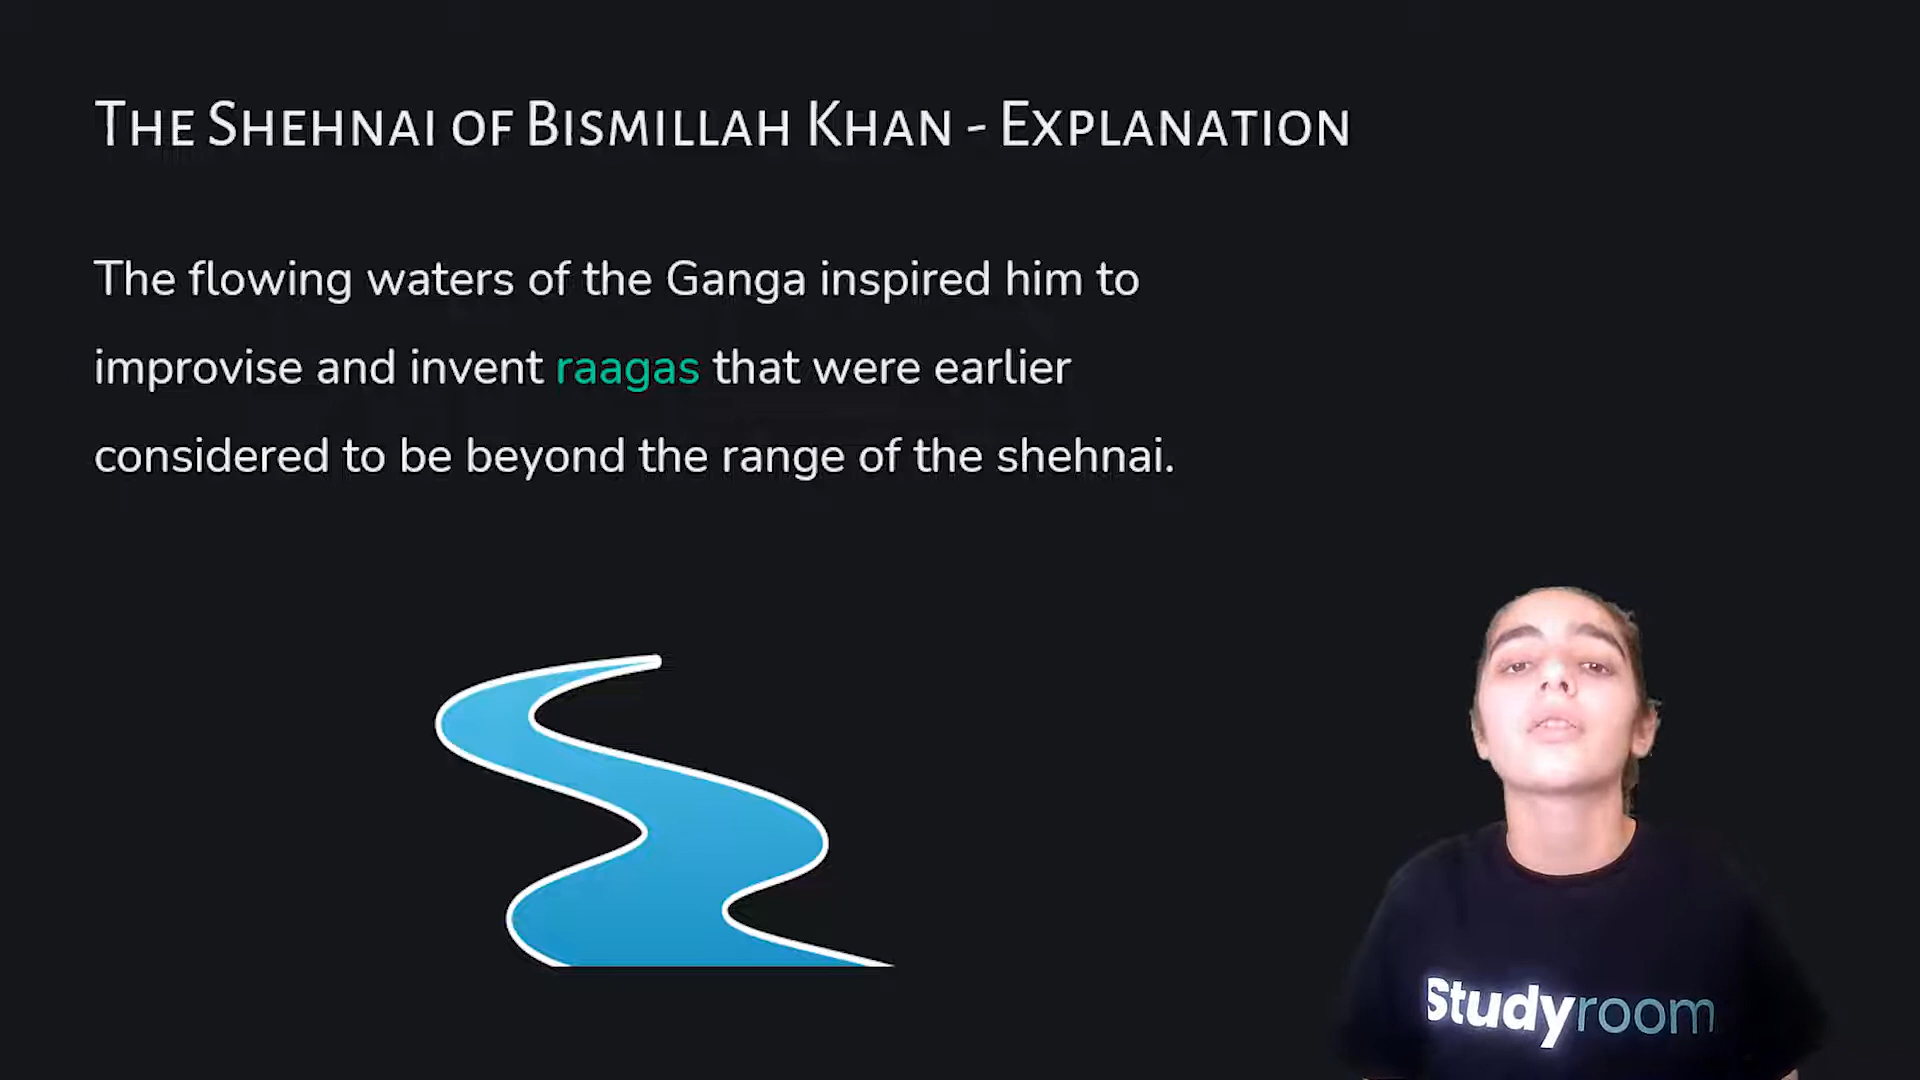 The Shehnai of Bismillah Khan - Explanation
The flowing waters of the Ganga inspired him to
improvise and invent raagas that were earlier
considered to be beyond the range of the shehnai.
Studyroom